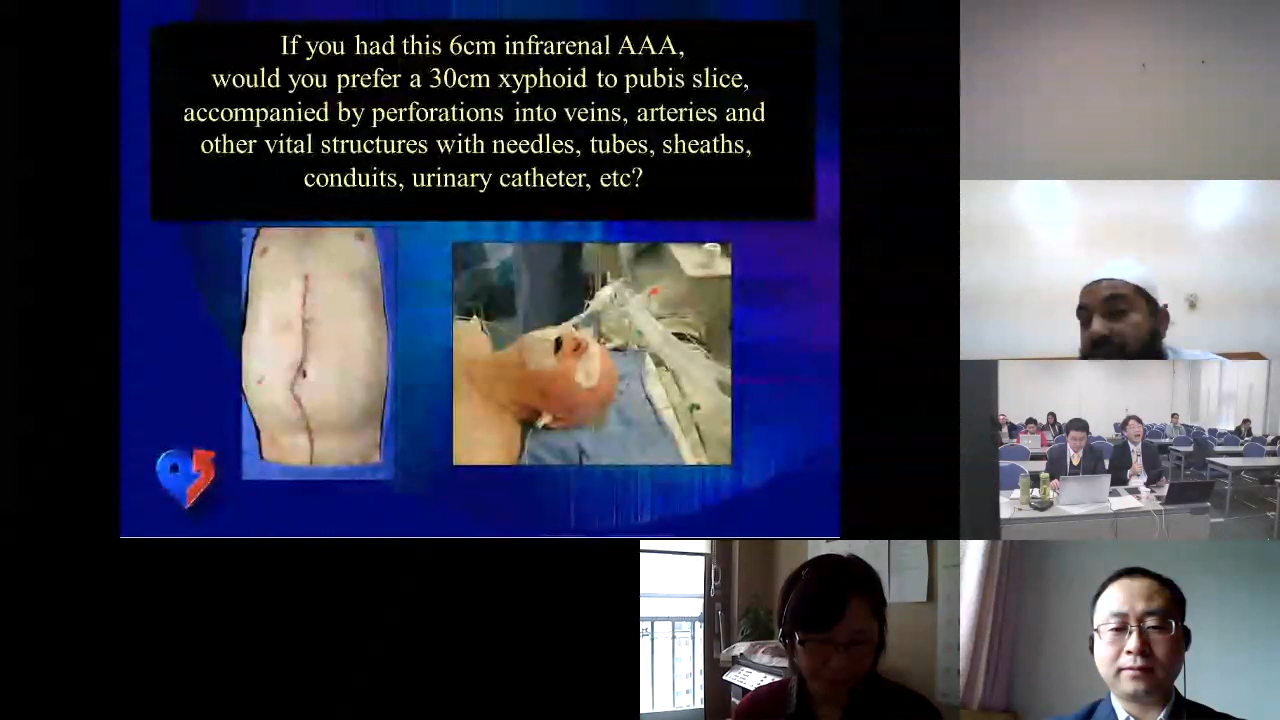 If you had this 6cm infrarenal AAA,
would you prefer a 30cm xyphoid to pubis slice,
accompanied by perforations into veins, arteries and
other vital structures with needles, tubes, sheaths,
conduits, urinary catheter, etc?